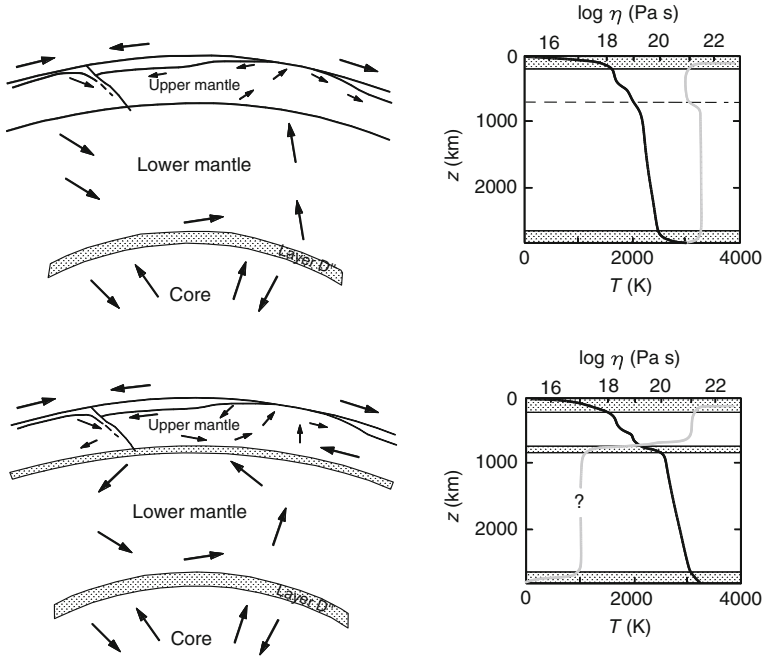 Upper mantle
Lower mantle
Layer D"
Core
log η (Pa s)
16 18 19 20 22
0
1000
2000
z (km)
0 2000 4000
T (K)
Upper mantle
Lower mantle
Layer D"
Core
log η (Pa s)
16 18 19 20 22
0
1000
2000
z (km)
?
0 2000 4000
T (K)